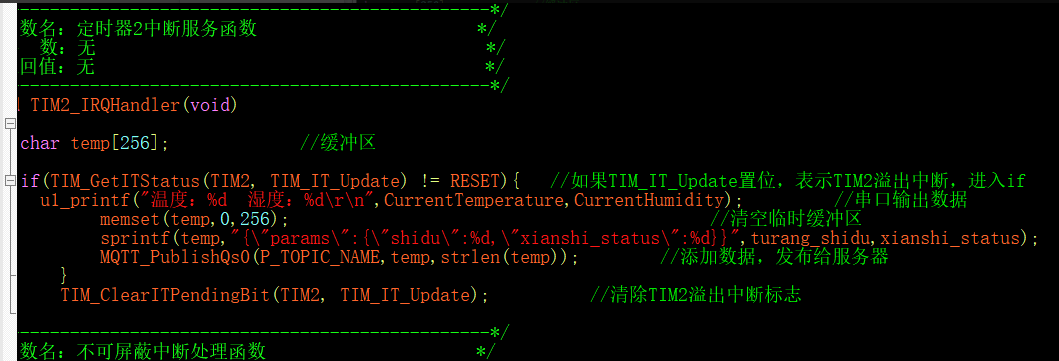 ------------------------------------------------*/
数名：定时器2中断服务函数 */
数：无 */
回值：无 */
------------------------------------------------*/
TIM2_IRQHandler(void)
char temp[256]; //缓冲区
if(TIM_GetITStatus(TIM2, TIM_IT_Update) != RESET){ //如果TIM_IT_Update置位，表示TIM2溢出中断，进入if
u1_printf("温度：%d 湿度：%d\r\n",CurrentTemperature,CurrentHumidity); //串口输出数据
memset(temp,0,256); //清空临时缓冲区
sprintf(temp,"{\"params\":{\"shidu\":%d,\"xianshi_status\":%d}}",turang_shidu,xianshi_status);
MQTT_PublishQs0(P_TOPIC_NAME,temp,strlen(temp)); //添加数据，发布给服务器
}
TIM_ClearITPendingBit(TIM2, TIM_IT_Update); //清除TIM2溢出中断标志
------------------------------------------------*/
数名：不可屏蔽中断处理函数 */